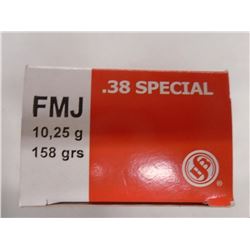 .38 SPECIAL
FMJ
10,25 g
158 grs
®